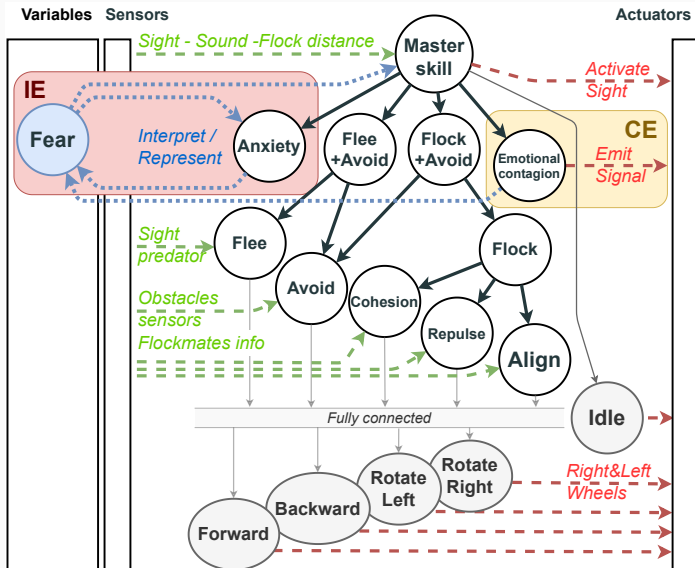 Variables
Sensors
Actuators
Sight - Sound -Flock distance
Master
skill
Activate
Sight
IE
Fear
Interpret /
Represent
Anxiety
Flee
+Avoid
Flock
+Avoid
CE
Emotional
contagion
Emit
Signal
Sight
predator
Flee
Flock
Avoid
Obstacles
sensors
Cohesion
Flockmates info
Repulse
Align
Fully connected
Idle
Rotate
Right
Rotate
Left
Right&Left
Wheels
Backward
Forward